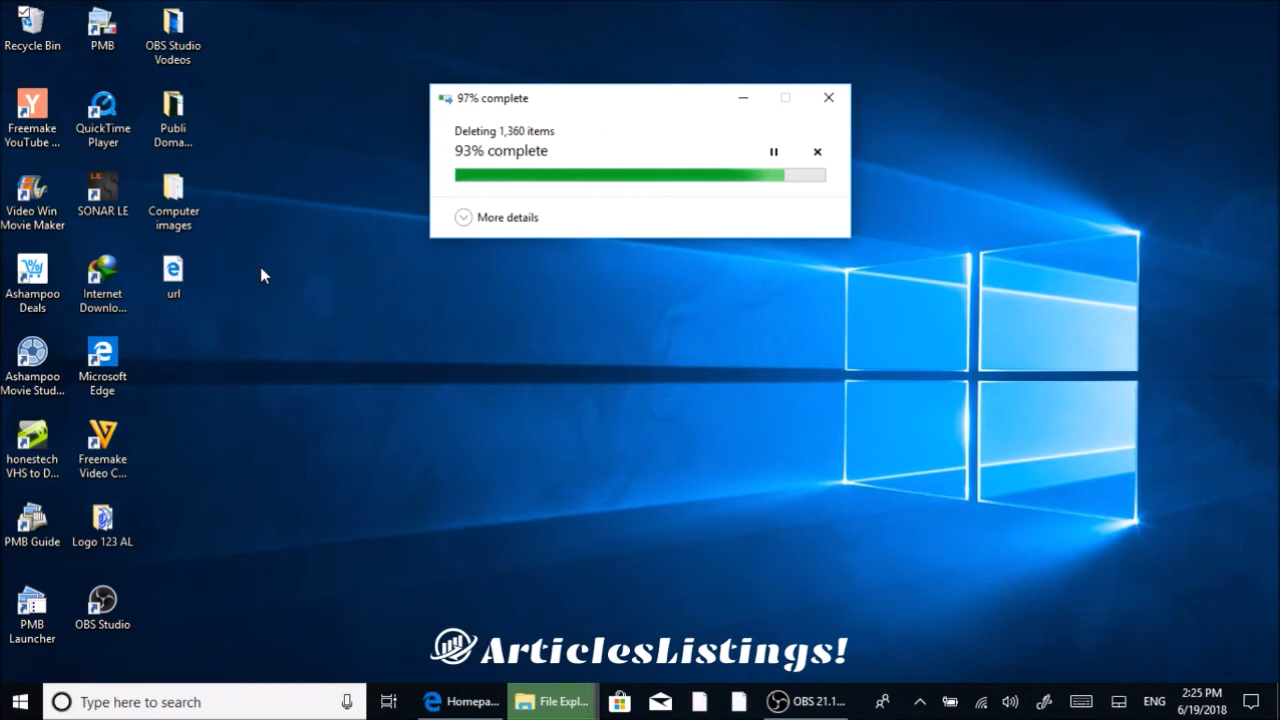 Recycle Bin
PMB
OBS Studio
Vodeos
Freemake
YouTube ...
QuickTime
Player
Publi
Doma...
Video Win
Movie Maker
LE
SONAR LE
Computer
images
Ashampoo
Deals
Internet
Downlo...
url
Ashampoo
Movie Stud...
Microsoft
Edge
honestech
VHS to D...
Freemake
Video C...
PMB Guide
Logo 123 AL
PMB
Launcher
OBS Studio
97% complete
Deleting 1,360 items
93% complete
More details
ArticlesListings!
Type here to search
Homepa...
File Expl...
OBS 21.1...
ENG
2:25 PM
6/19/2018